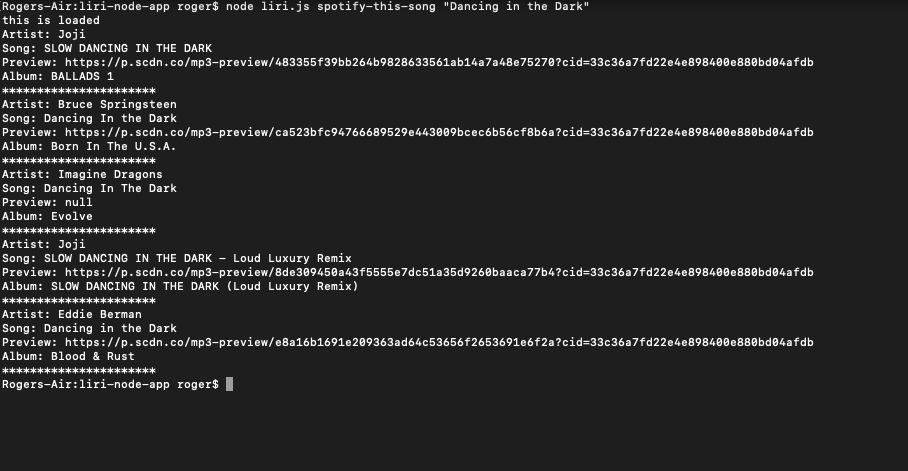 [Rogers-Air:liri-node-app roger$ node liri.js spotify-this-song "Dancing in the Dark"
this is loaded
Artist: Joji
Song: SLOW DANCING IN THE DARK
Preview: https://p.scdn.co/mp3-preview/483355f39bb264b9828633561ab14a7a48e75270?cid=33c36a7fd22e4e898400e880bd04afdb
Album: BALLADS 1
**********************
Artist: Bruce Springsteen
Song: Dancing In the Dark
Preview: https://p.scdn.co/mp3-preview/ca523bfc94766689529e443009bcec6b56cf8b6a?cid=33c36a7fd22e4e898400e880bd04afdb
Album: Born In The U.S.A.
**********************
Artist: Imagine Dragons
Song: Dancing In The Dark
Preview: null
Album: Evolve
**********************
Artist: Joji
Song: SLOW DANCING IN THE DARK - Loud Luxury Remix
Preview: https://p.scdn.co/mp3-preview/8de309450a43f5555e7dc51a35d9260baaca77b4?cid=33c36a7fd22e4e898400e880bd04afdb
Album: SLOW DANCING IN THE DARK (Loud Luxury Remix)
**********************
Artist: Eddie Berman
Song: Dancing in the Dark
Preview: https://p.scdn.co/mp3-preview/e8a16b1691e209363ad64c53656f2653691e6f2a?cid=33c36a7fd22e4e898400e880bd04afdb
Album: Blood & Rust
**********************
Rogers-Air:liri-node-app roger$